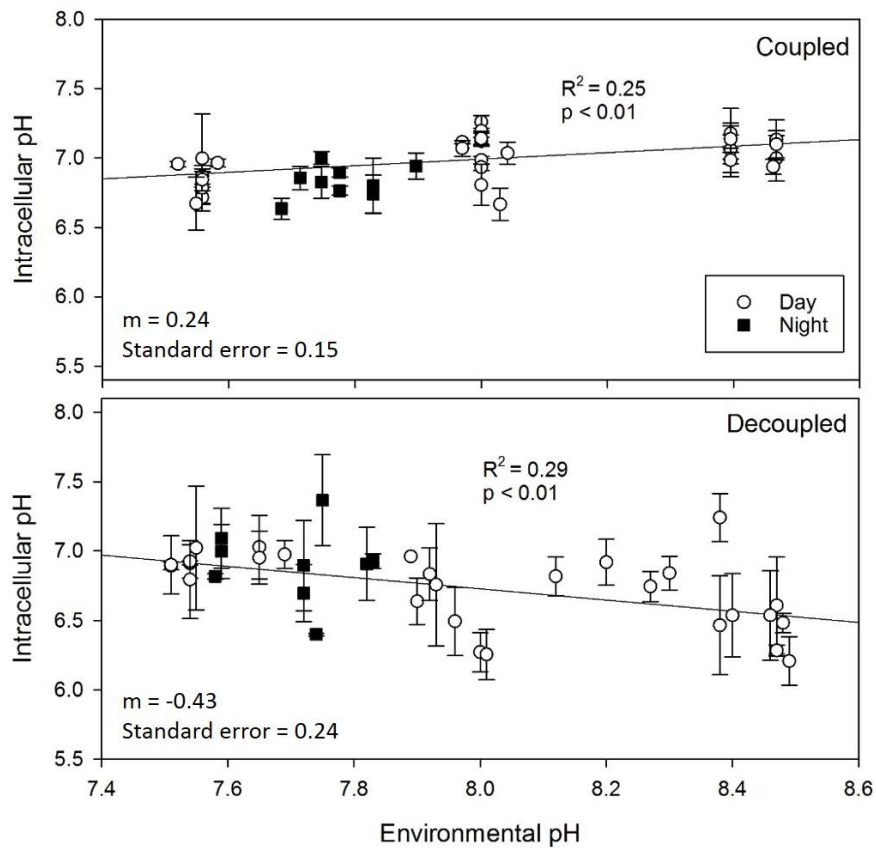 8.0
Coupled
7.5
R² = 0.25
p < 0.01
7.0
Intracellular pH
6.5
6.0
Day
Night
m = 0.24
Standard error = 0.15
5.5
8.0
Decoupled
7.5
R² = 0.29
p < 0.01
7.0
Intracellular pH
6.5
6.0
m = -0.43
Standard error = 0.24
5.5
7.4 7.6 7.8 8.0 8.2 8.4 8.6
Environmental pH